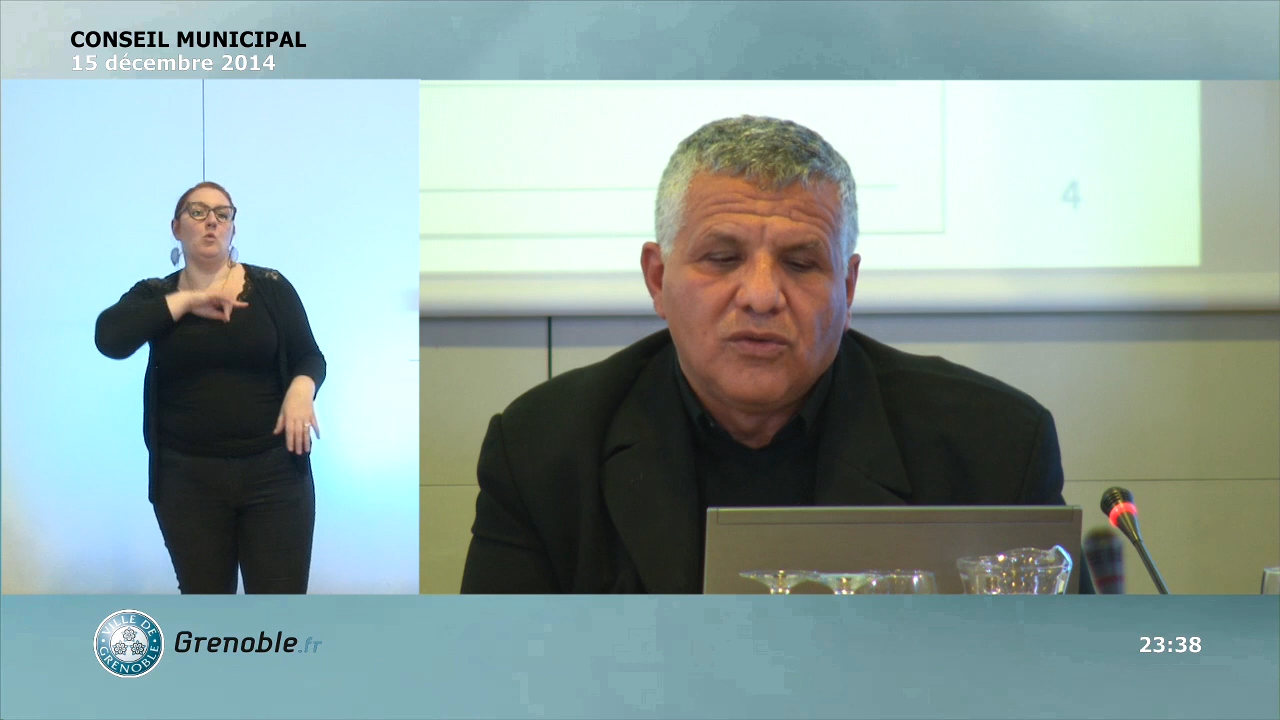 CONSEIL MUNICIPAL
15 décembre 2014
4
VILLE DE
GRENOBLE
Grenoble.fr
23:38